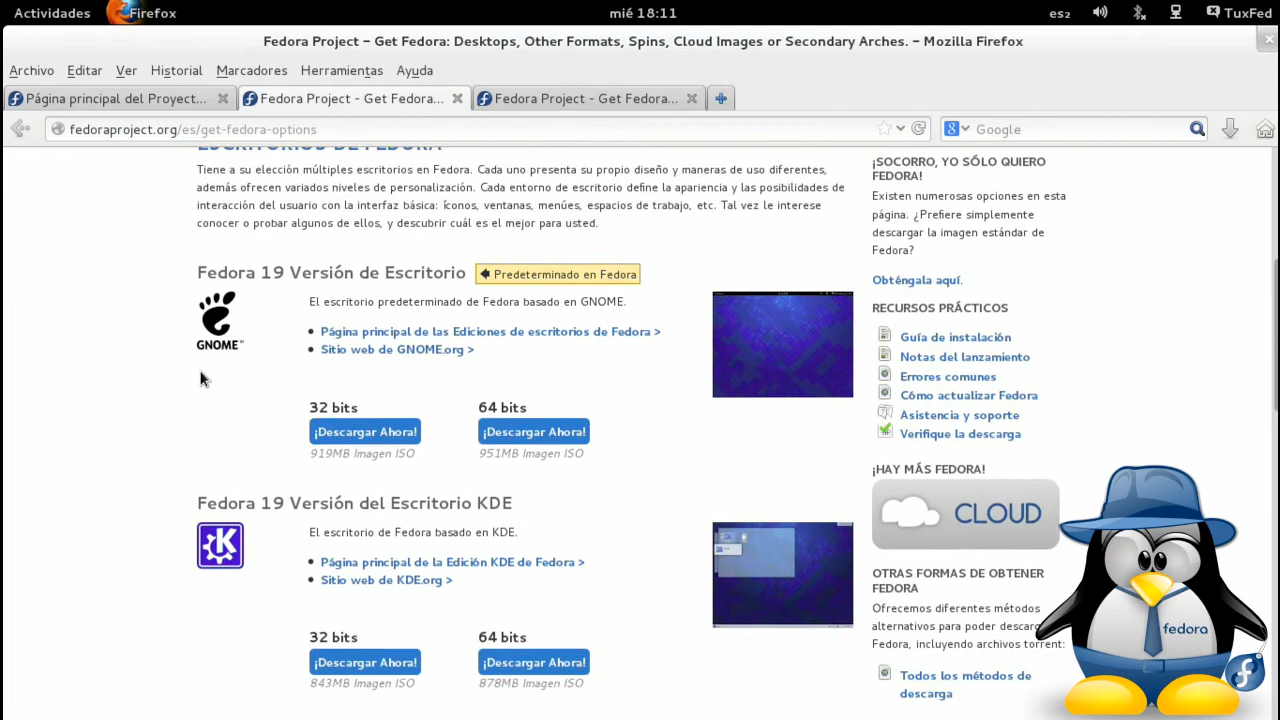 Actividades Firefox mié 18:11 es2 TuxFed
Fedora Project – Get Fedora: Desktops, Other Formats, Spins, Cloud Images or Secondary Arches. – Mozilla Firefox
Archivo Editar Ver Historial Marcadores Herramientas Ayuda
Página principal del Proyect... Fedora Project - Get Fedora... Fedora Project - Get Fedora...
fedoraproject.org/es/get-fedora-options Google
ESCRITORIOS DE FEDORA
Tiene a su elección múltiples escritorios en Fedora. Cada uno presenta su propio diseño y maneras de uso diferentes,
además ofrecen variados niveles de personalización. Cada entorno de escritorio define la apariencia y las posibilidades de
interacción del usuario con la interfaz básica: íconos, ventanas, menúes, espacios de trabajo, etc. Tal vez le interese
conocer o probar algunos de ellos, y descubrir cuál es el mejor para usted.
Fedora 19 Versión de Escritorio Predeterminado en Fedora
GNOME™
El escritorio predeterminado de Fedora basado en GNOME.
Página principal de las Ediciones de escritorios de Fedora >
Sitio web de GNOME.org >
32 bits 64 bits
¡Descargar Ahora! ¡Descargar Ahora!
919MB Imagen ISO 951MB Imagen ISO
Fedora 19 Versión del Escritorio KDE
El escritorio de Fedora basado en KDE.
Página principal de la Edición KDE de Fedora >
Sitio web de KDE.org >
32 bits 64 bits
¡Descargar Ahora! ¡Descargar Ahora!
843MB Imagen ISO 878MB Imagen ISO
¡SOCORRO, YO SÓLO QUIERO
FEDORA!
Existen numerosas opciones en esta
página. ¿Prefiere simplemente
descargar la imagen estándar de
Fedora?
Obténgala aquí.
RECURSOS PRÁCTICOS
Guía de instalación
Notas del lanzamiento
Errores comunes
Cómo actualizar Fedora
Asistencia y soporte
Verifique la descarga
¡HAY MÁS FEDORA!
CLOUD
OTRAS FORMAS DE OBTENER
FEDORA
Ofrecemos diferentes métodos
alternativos para poder descarg
Fedora, incluyendo archivos torrent:
Todos los métodos de
descarga
fedora